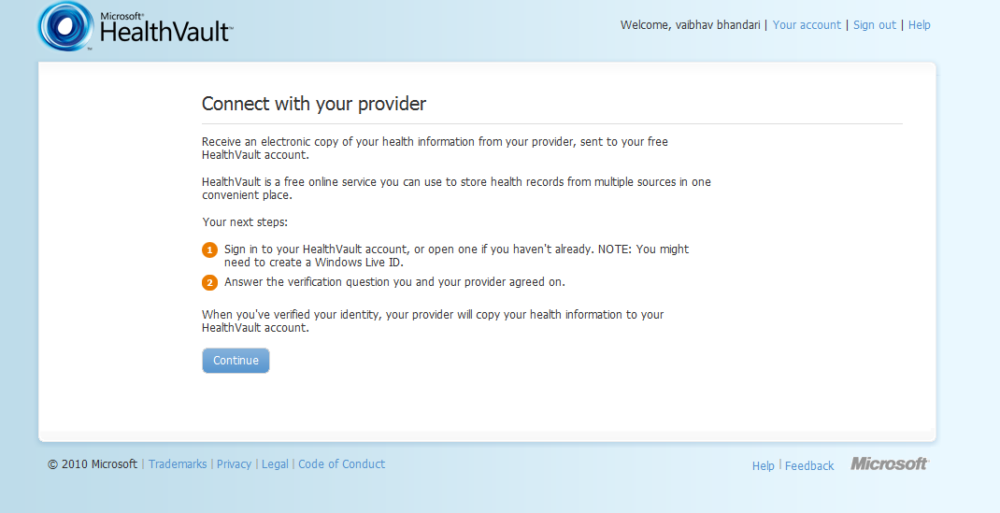 Microsoft®
HealthVault™
Welcome, vaibhav bhandari | Your account | Sign out | Help
Connect with your provider
Receive an electronic copy of your health information from your provider, sent to your free
HealthVault account.
HealthVault is a free online service you can use to store health records from multiple sources in one
convenient place.
Your next steps:
1 Sign in to your HealthVault account, or open one if you haven't already. NOTE: You might
need to create a Windows Live ID.
2 Answer the verification question you and your provider agreed on.
When you've verified your identity, your provider will copy your health information to your
HealthVault account.
Continue
© 2010 Microsoft | Trademarks | Privacy | Legal | Code of Conduct
Help | Feedback Microsoft